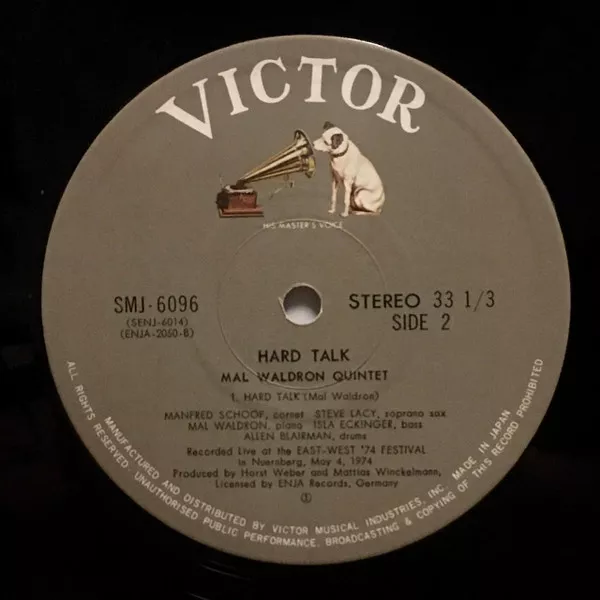 VICTOR
HIS MASTER'S VOICE
SMJ-6096
(SENJ-6014)
(ENJA-2050-B)
STEREO 33 1/3
SIDE 2
HARD TALK
MAL WALDRON QUINTET
1. HARD TALK (Mal Waldron)
MANFRED SCHOOF, cornet STEVE LACY, soprano sax
MAL WALDRON, piano ISLA ECKINGER, bass
ALLEN BLAIRMAN, drums
Recorded Live at the EAST-WEST '74 FESTIVAL
in Nuernberg, May 4, 1974
Produced by Horst Weber and Mattias Winckelmann,
Licensed by ENJA Records, Germany
MANUFACTURED AND DISTRIBUTED BY VICTOR MUSICAL INDUSTRIES, INC. MADE IN JAPAN
ALL RIGHTS RESERVED. UNAUTHORISED PUBLIC PERFORMANCE, BROADCASTING & COPYING OF THIS RECORD PROHIBITED